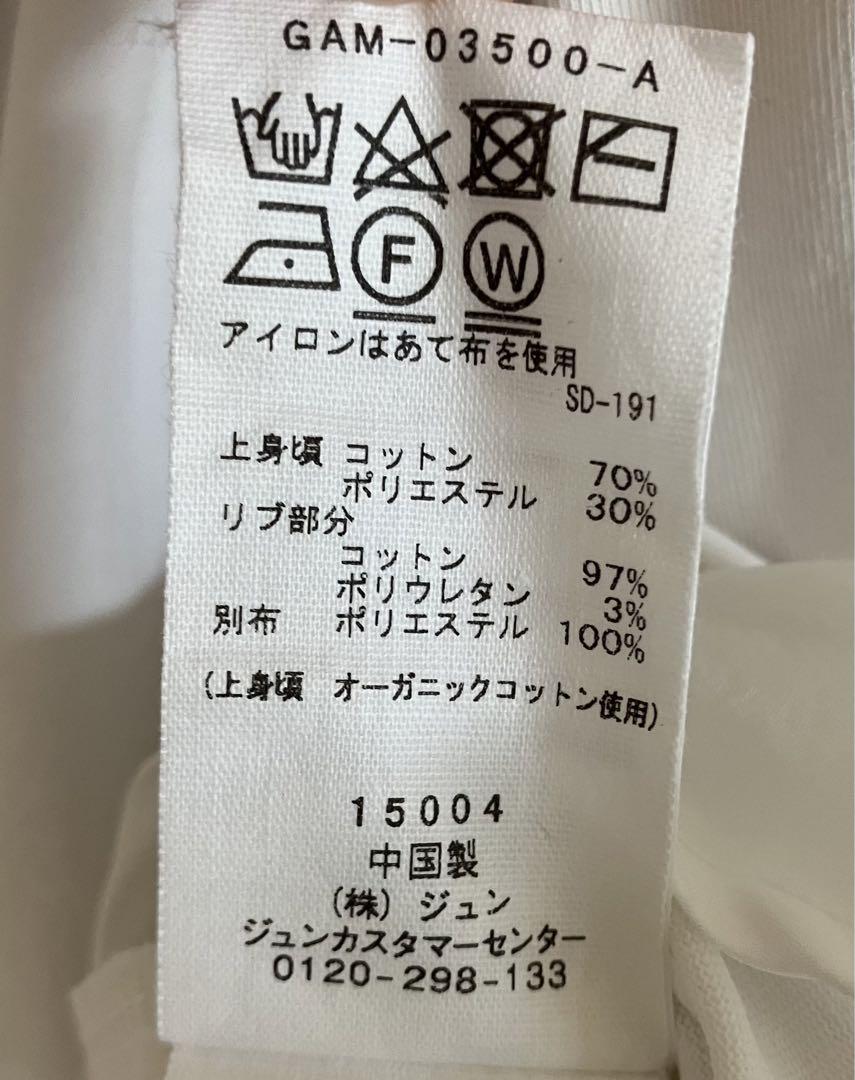 GAM-03500-A
F W
アイロンはあて布を使用
SD-191
上身頃 コットン 70%
ポリエステル 30%
リブ部分
コットン 97%
ポリウレタン 3%
別布 ポリエステル 100%
(上身頃 オーガニックコットン使用)
15004
中国製
(株) ジュン
ジュンカスタマーセンター
0120-298-133